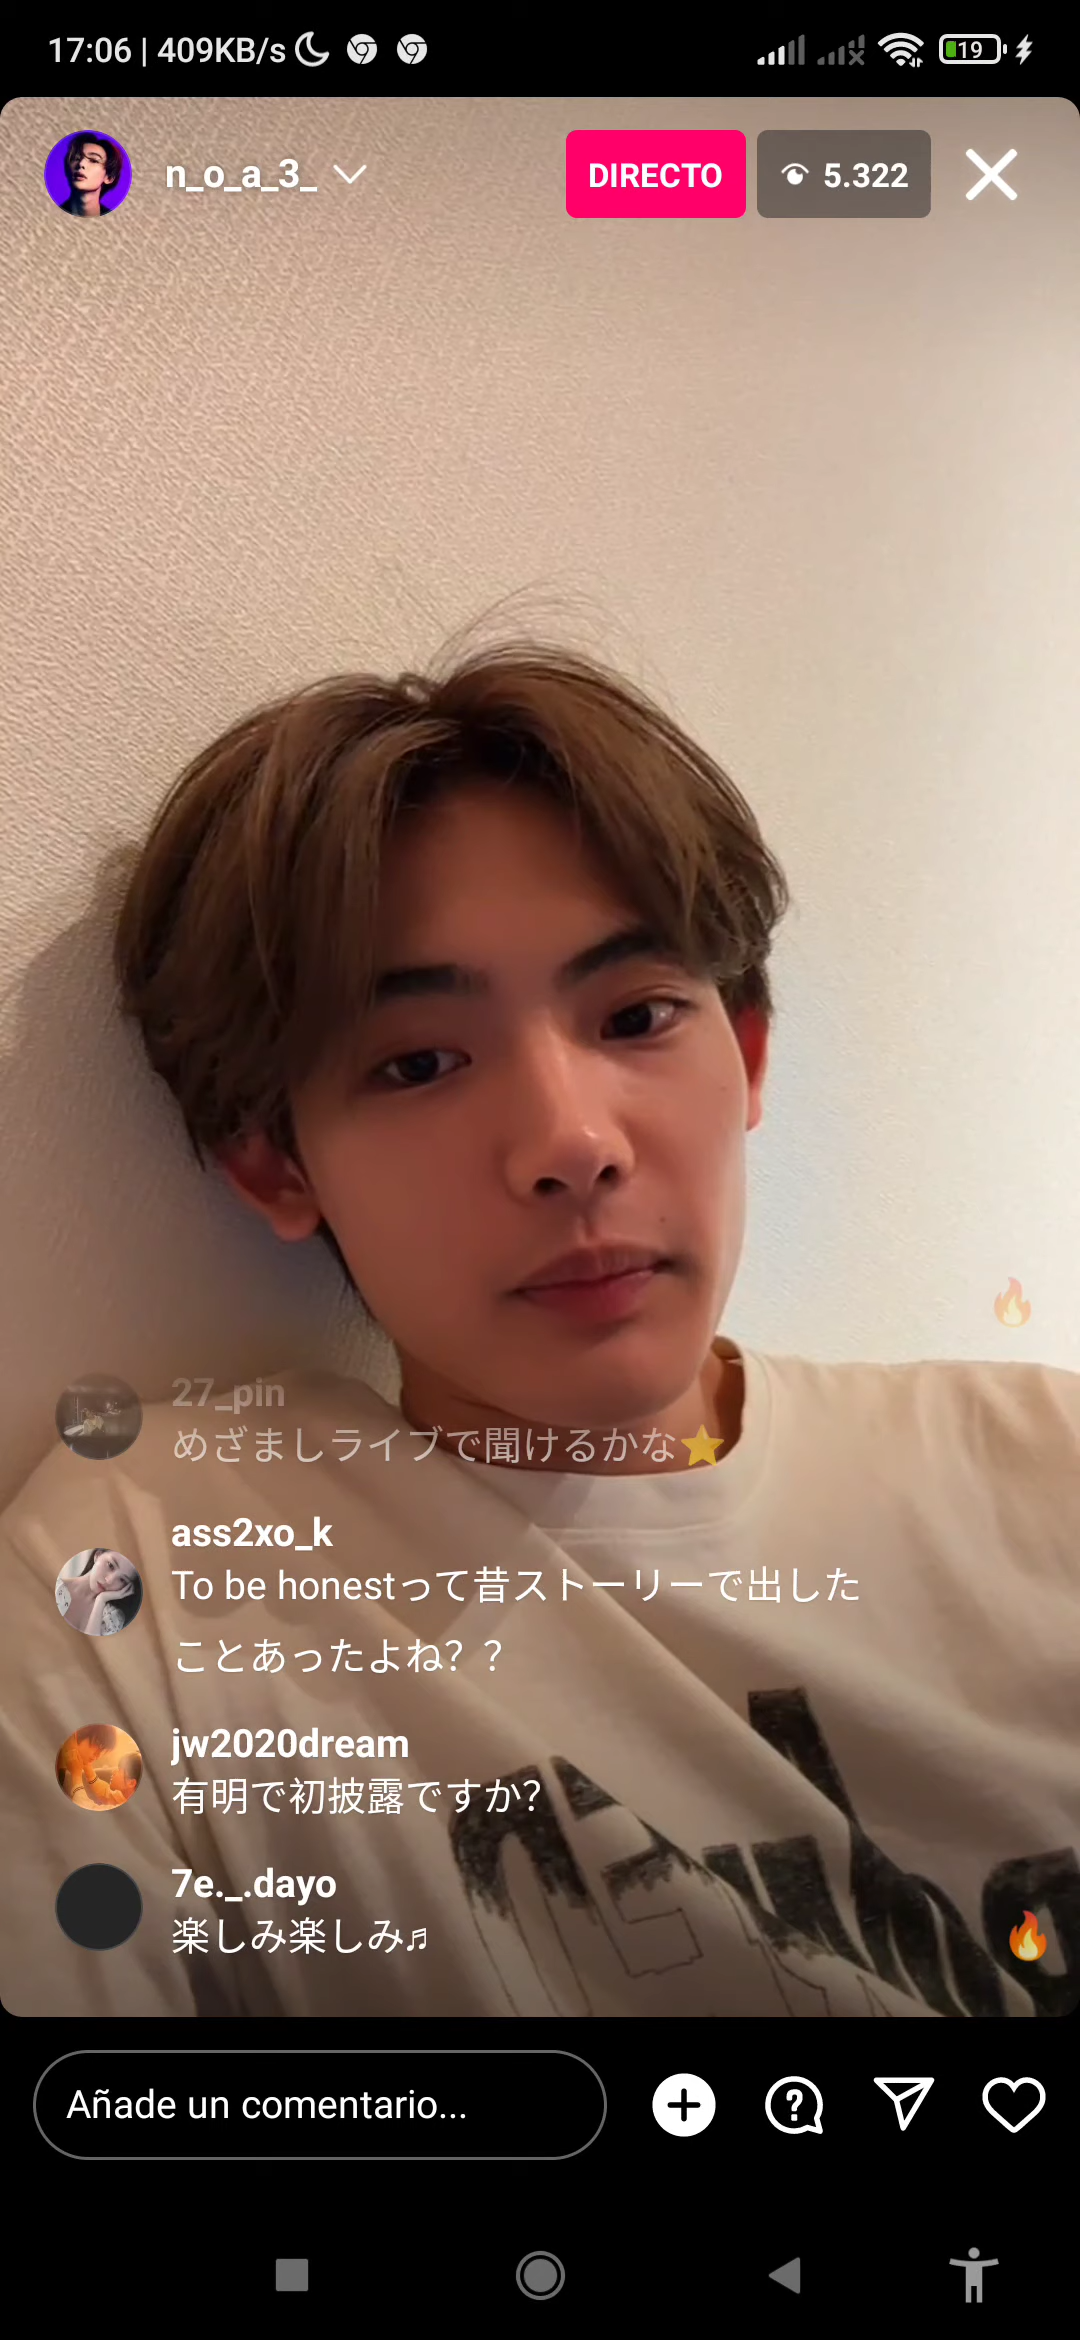 17:06 | 409KB/s
19
n_o_a_3_
DIRECTO
5.322
27_pin
めざましライブで聞けるかな⭐
ass2xo_k
To be honestって昔ストーリーで出した
ことあったよね？？
jw2020dream
有明で初披露ですか？
7e._.dayo
楽しみ楽しみ♬
Añade un comentario...